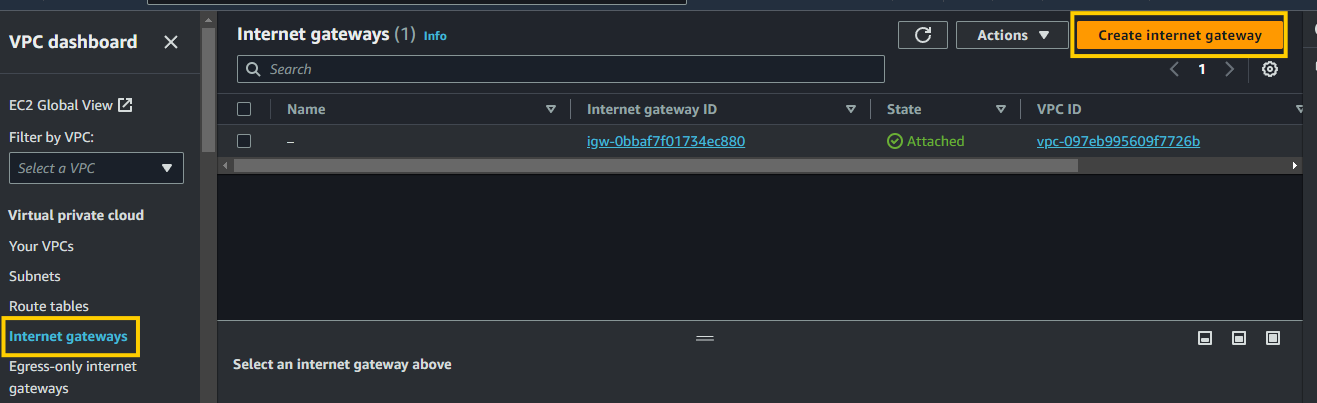 VPC dashboard
EC2 Global View
Filter by VPC:
Select a VPC
Virtual private cloud
Your VPCs
Subnets
Route tables
Internet gateways
Egress-only internet
gateways
Internet gateways (1) Info
Actions
Create internet gateway
Search
1
Name Internet gateway ID State VPC ID
– igw-0bbaf7f01734ec880 Attached vpc-097eb995609f7726b
Select an internet gateway above